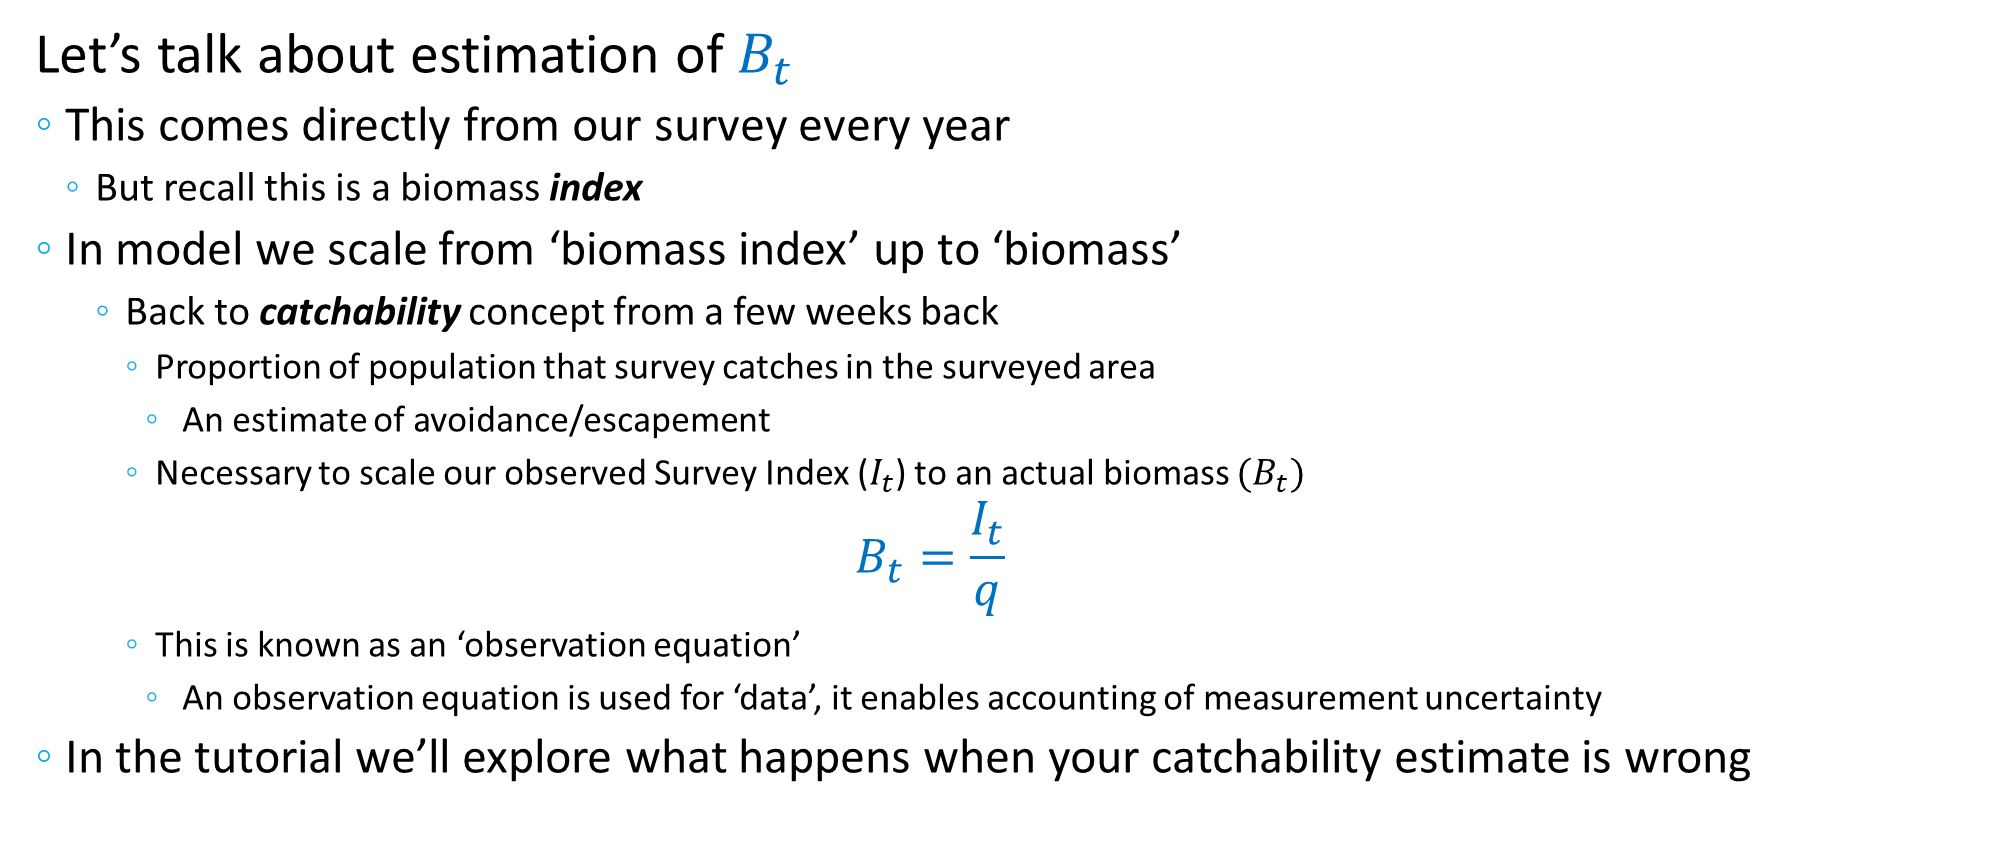 Let’s talk about estimation of B_t
◦ This comes directly from our survey every year
◦ But recall this is a biomass index
◦ In model we scale from ‘biomass index’ up to ‘biomass’
◦ Back to catchability concept from a few weeks back
◦ Proportion of population that survey catches in the surveyed area
◦ An estimate of avoidance/escapement
◦ Necessary to scale our observed Survey Index (I_t) to an actual biomass (B_t)
B_t = I_t / q
◦ This is known as an ‘observation equation’
◦ An observation equation is used for ‘data’, it enables accounting of measurement uncertainty
◦ In the tutorial we’ll explore what happens when your catchability estimate is wrong